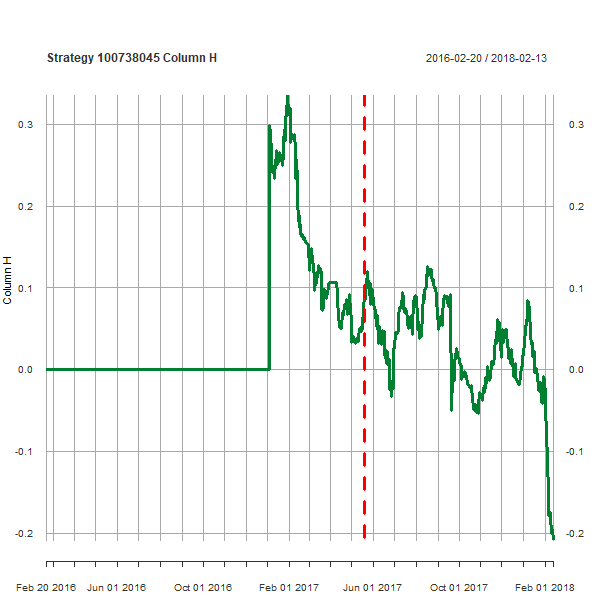 Strategy 100738045 Column H
2016-02-20 / 2018-02-13
0.3
0.3
0.2
0.2
0.1
0.1
0.0
0.0
-0.1
-0.1
-0.2
-0.2
Column H
Feb 20 2016
Jun 01 2016
Oct 01 2016
Feb 01 2017
Jun 01 2017
Oct 01 2017
Feb 01 2018